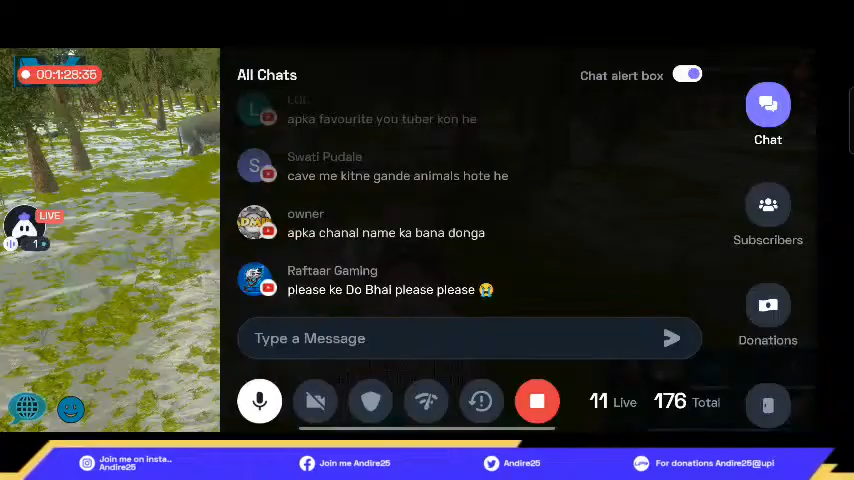 00:1:28:35
All Chats
Chat alert box
LOL
apka favourite you tuber kon he
Swati Pudale
cave me kitne gande animals hote he
owner
apka chanal name ka bana donga
Raftaar Gaming
please ke Do Bhai please please 😭
Type a Message
LIVE
1
Chat
Subscribers
Donations
11 Live 176 Total
Join me on insta..
Andire25
Join me Andire25
Andire25
For donations Andire25@upi